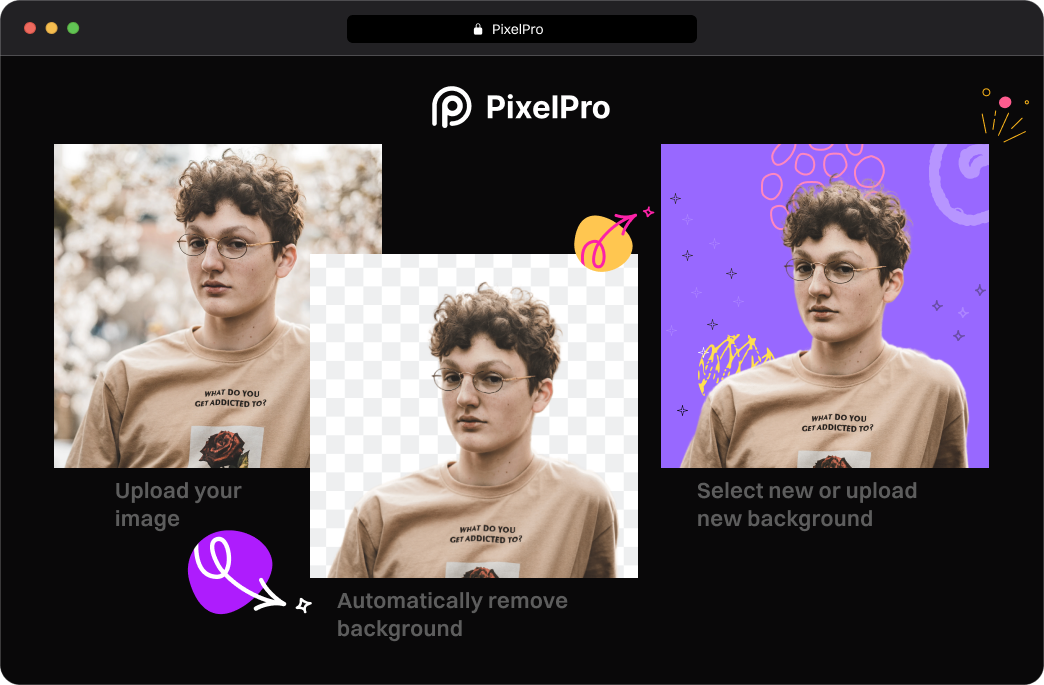 PixelPro
PixelPro
WHAT DO YOU
GET ADDICTED TO?
Upload your
image
WHAT DO YOU
GET ADDICTED TO?
Automatically remove
background
WHAT DO YOU
GET ADDICTED TO?
Select new or upload
new background